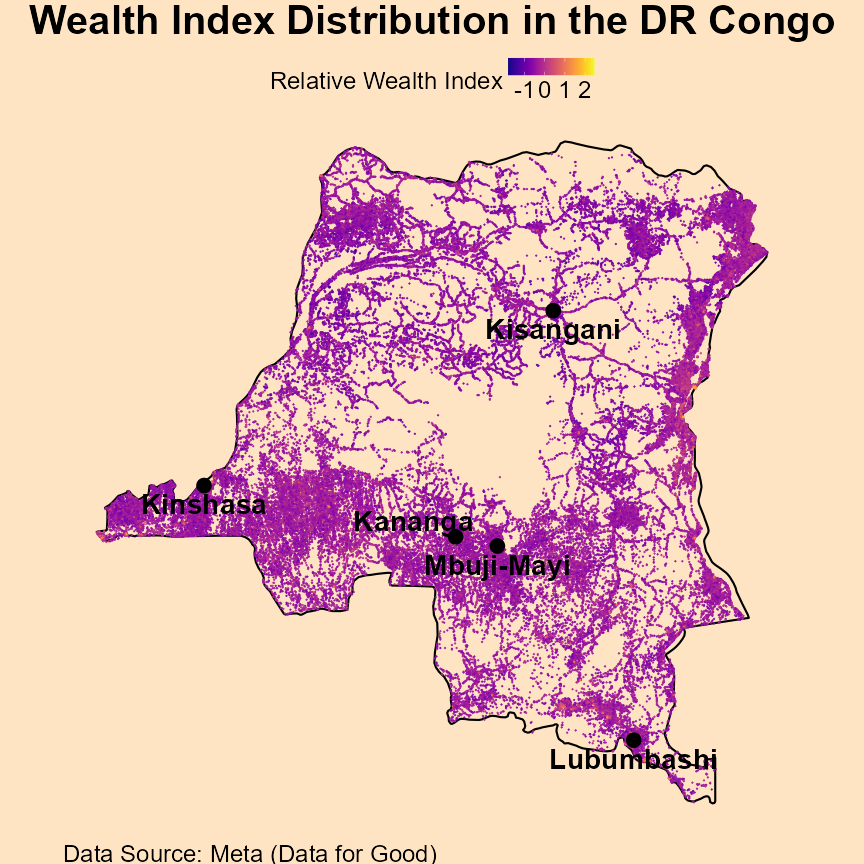 Wealth Index Distribution in the DR Congo
Relative Wealth Index
-1 0 1 2
Kisangani
Kinshasa
Kananga
Mbuji-Mayi
Lubumbashi
Data Source: Meta (Data for Good)